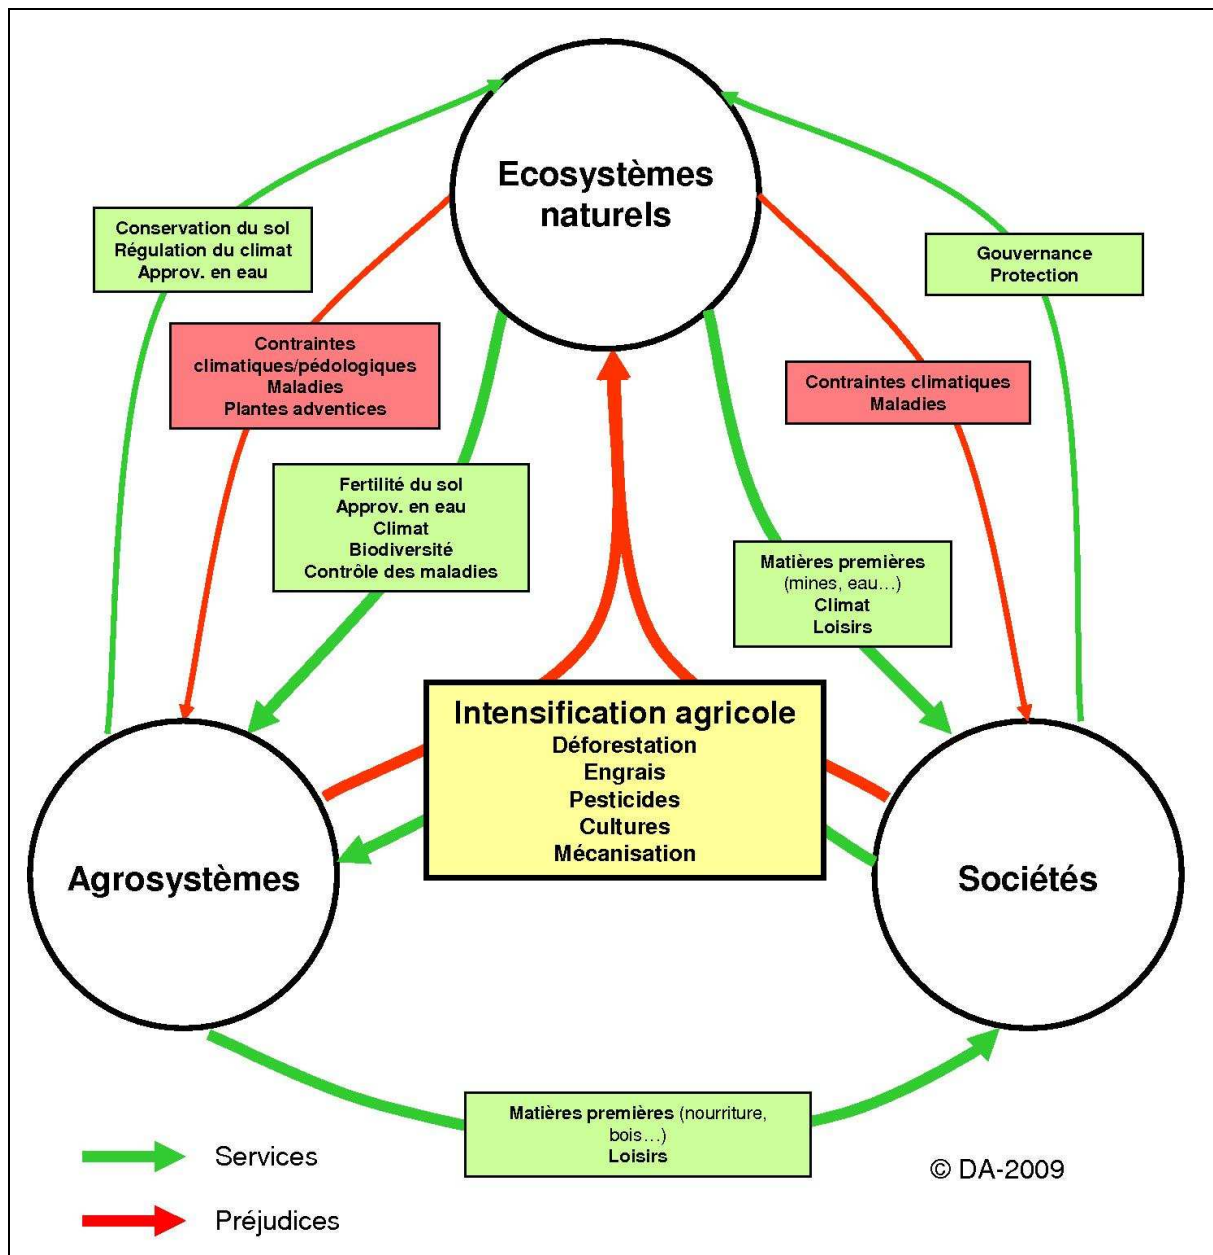 Ecosystèmes
naturels
Conservation du sol
Régulation du climat
Approv. en eau
Gouvernance
Protection
Contraintes
climatiques/pédologiques
Maladies
Plantes adventices
Contraintes climatiques
Maladies
Fertilité du sol
Approv. en eau
Climat
Biodiversité
Contrôle des maladies
Matières premières
(mines, eau…)
Climat
Loisirs
Intensification agricole
Déforestation
Engrais
Pesticides
Cultures
Mécanisation
Agrosystèmes
Sociétés
Matières premières (nourriture,
bois…)
Loisirs
Services
Préjudices
© DA-2009